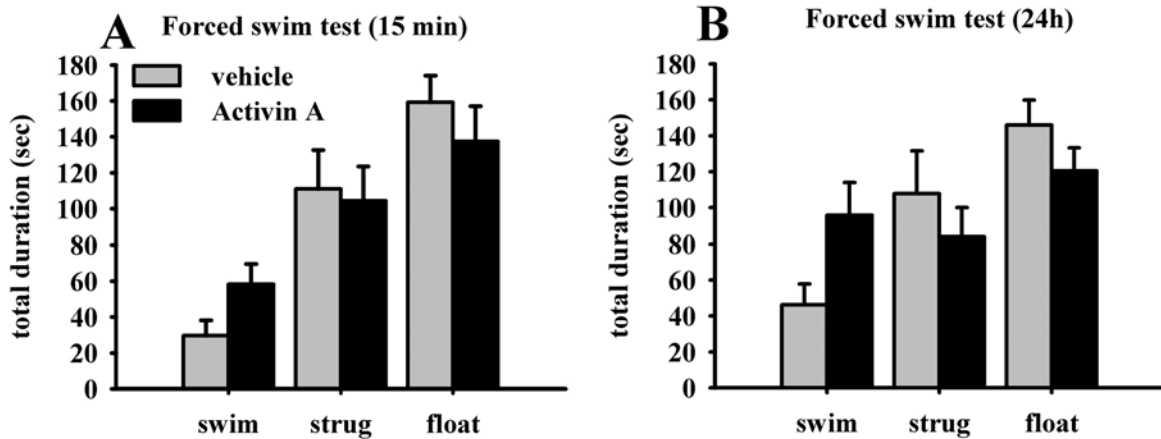 A
Forced swim test (15 min)
total duration (sec)
180
160
140
120
100
80
60
40
20
0
vehicle
Activin A
swim
strug
float
B
Forced swim test (24h)
total duration (sec)
180
160
140
120
100
80
60
40
20
0
swim
strug
float